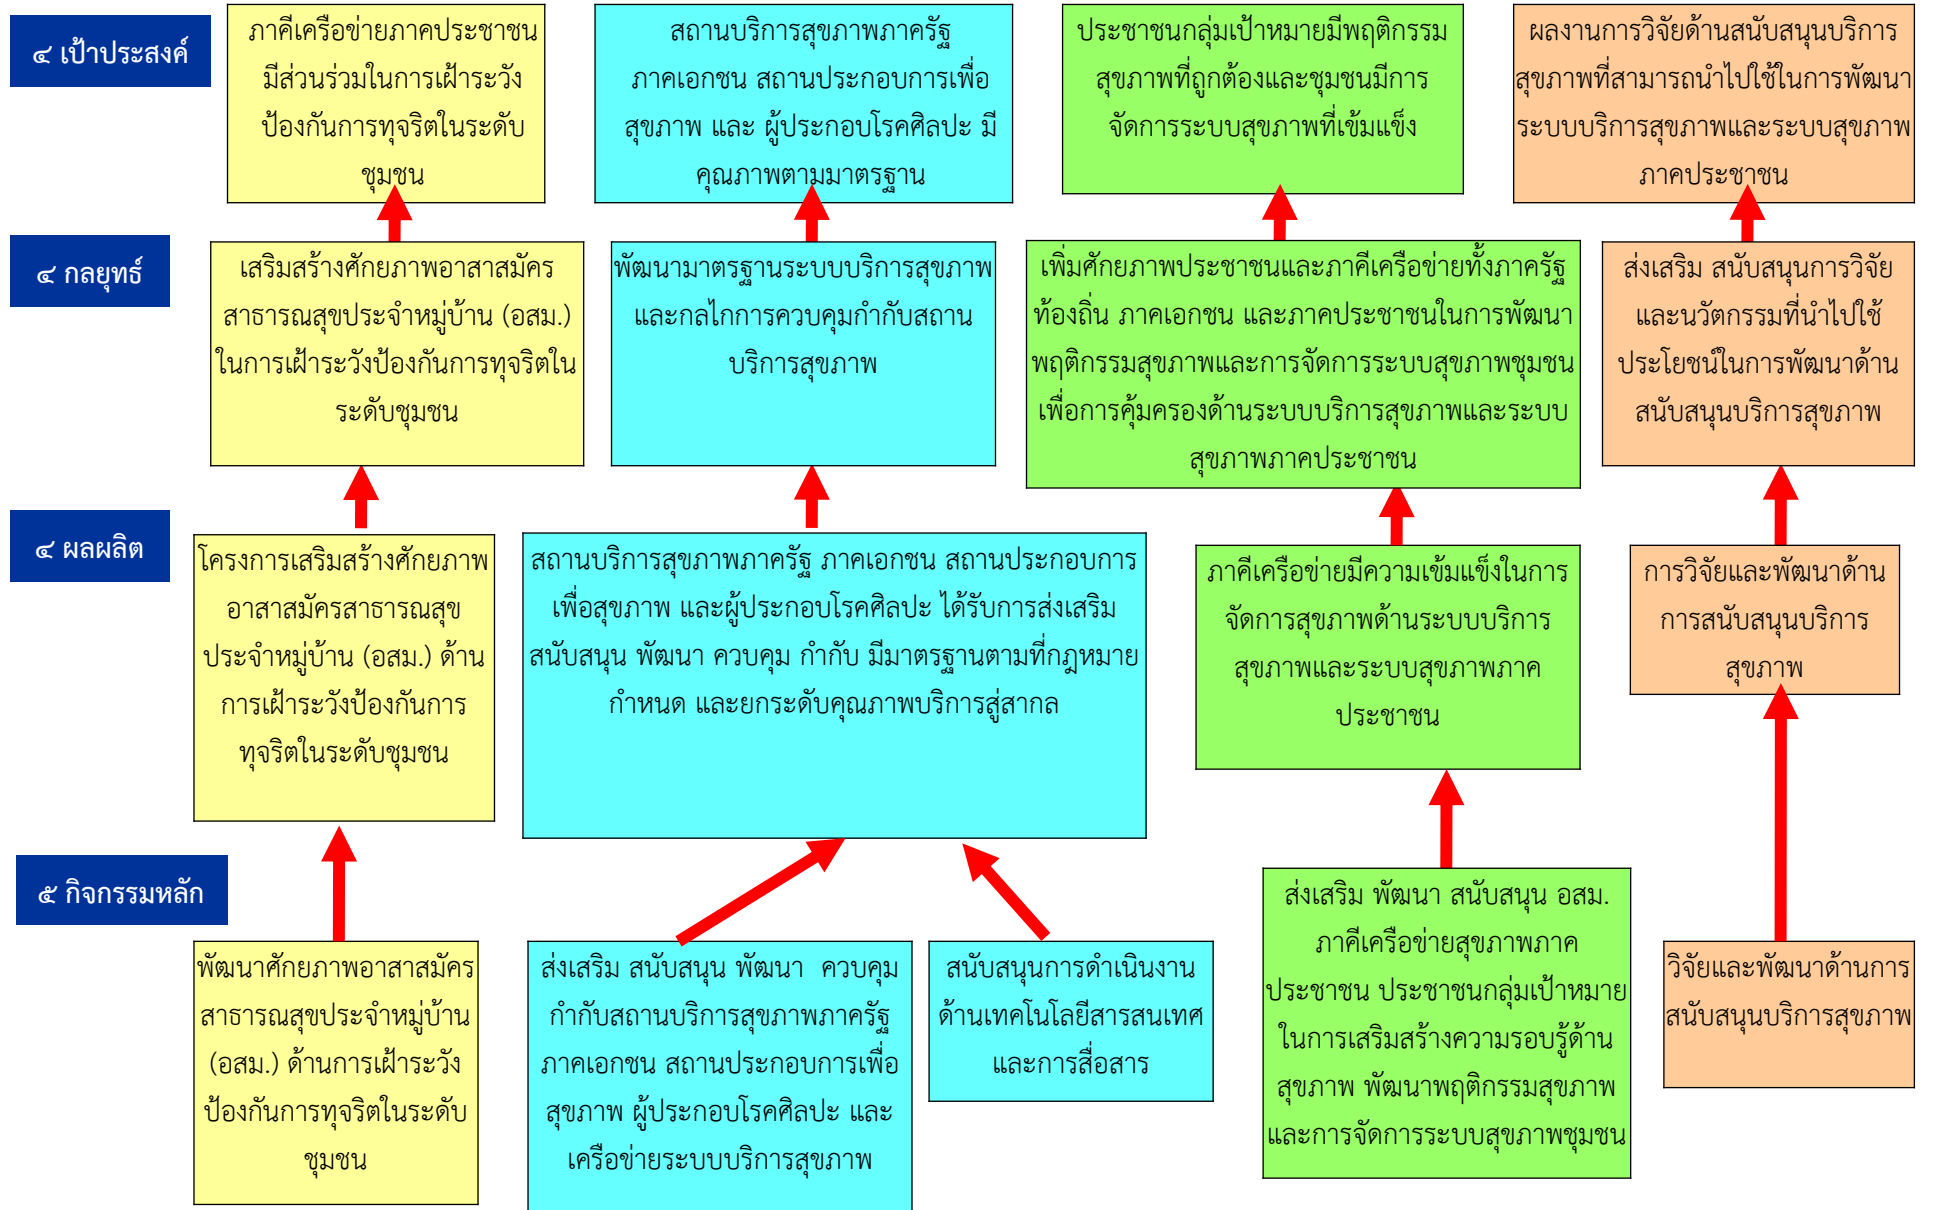 ๔ เป้าประสงค์
ภาคีเครือข่ายภาคประชาชน
มีส่วนร่วมในการเฝ้าระวัง
ป้องกันการทุจริตในระดับ
ชุมชน
สถานบริการสุขภาพภาครัฐ
ภาคเอกชน สถานประกอบการเพื่อ
สุขภาพ และ ผู้ประกอบโรคศิลปะ มี
คุณภาพตามมาตรฐาน
ประชาชนกลุ่มเป้าหมายมีพฤติกรรม
สุขภาพที่ถูกต้องและชุมชนมีการ
จัดการระบบสุขภาพที่เข้มแข็ง
ผลงานการวิจัยด้านสนับสนุนบริการ
สุขภาพที่สามารถนำไปใช้ในการพัฒนา
ระบบบริการสุขภาพและระบบสุขภาพ
ภาคประชาชน
๔ กลยุทธ์
เสริมสร้างศักยภาพอาสาสมัคร
สาธารณสุขประจำหมู่บ้าน (อสม.)
ในการเฝ้าระวังป้องกันการทุจริตใน
ระดับชุมชน
พัฒนามาตรฐานระบบบริการสุขภาพ
และกลไกการควบคุมกำกับสถาน
บริการสุขภาพ
เพิ่มศักยภาพประชาชนและภาคีเครือข่ายทั้งภาครัฐ
ท้องถิ่น ภาคเอกชน และภาคประชาชนในการพัฒนา
พฤติกรรมสุขภาพและการจัดการระบบสุขภาพชุมชน
เพื่อการคุ้มครองด้านระบบบริการสุขภาพและระบบ
สุขภาพภาคประชาชน
ส่งเสริม สนับสนุนการวิจัย
และนวัตกรรมที่นำไปใช้
ประโยชน์ในการพัฒนาด้าน
สนับสนุนบริการสุขภาพ
๔ ผลผลิต
โครงการเสริมสร้างศักยภาพ
อาสาสมัครสาธารณสุข
ประจำหมู่บ้าน (อสม.) ด้าน
การเฝ้าระวังป้องกันการ
ทุจริตในระดับชุมชน
สถานบริการสุขภาพภาครัฐ ภาคเอกชน สถานประกอบการ
เพื่อสุขภาพ และผู้ประกอบโรคศิลปะ ได้รับการส่งเสริม
สนับสนุน พัฒนา ควบคุม กำกับ มีมาตรฐานตามที่กฎหมาย
กำหนด และยกระดับคุณภาพบริการสู่สากล
ภาคีเครือข่ายมีความเข้มแข็งในการ
จัดการสุขภาพด้านระบบบริการ
สุขภาพและระบบสุขภาพภาค
ประชาชน
การวิจัยและพัฒนาด้าน
การสนับสนุนบริการ
สุขภาพ
๕ กิจกรรมหลัก
พัฒนาศักยภาพอาสาสมัคร
สาธารณสุขประจำหมู่บ้าน
(อสม.) ด้านการเฝ้าระวัง
ป้องกันการทุจริตในระดับ
ชุมชน
ส่งเสริม สนับสนุน พัฒนา  ควบคุม
กำกับสถานบริการสุขภาพภาครัฐ
ภาคเอกชน สถานประกอบการเพื่อ
สุขภาพ ผู้ประกอบโรคศิลปะ และ
เครือข่ายระบบบริการสุขภาพ
สนับสนุนการดำเนินงาน
ด้านเทคโนโลยีสารสนเทศ
และการสื่อสาร
ส่งเสริม พัฒนา สนับสนุน อสม.
ภาคีเครือข่ายสุขภาพภาค
ประชาชน ประชาชนกลุ่มเป้าหมาย
ในการเสริมสร้างความรอบรู้ด้าน
สุขภาพ พัฒนาพฤติกรรมสุขภาพ
และการจัดการระบบสุขภาพชุมชน
วิจัยและพัฒนาด้านการ
สนับสนุนบริการสุขภาพ